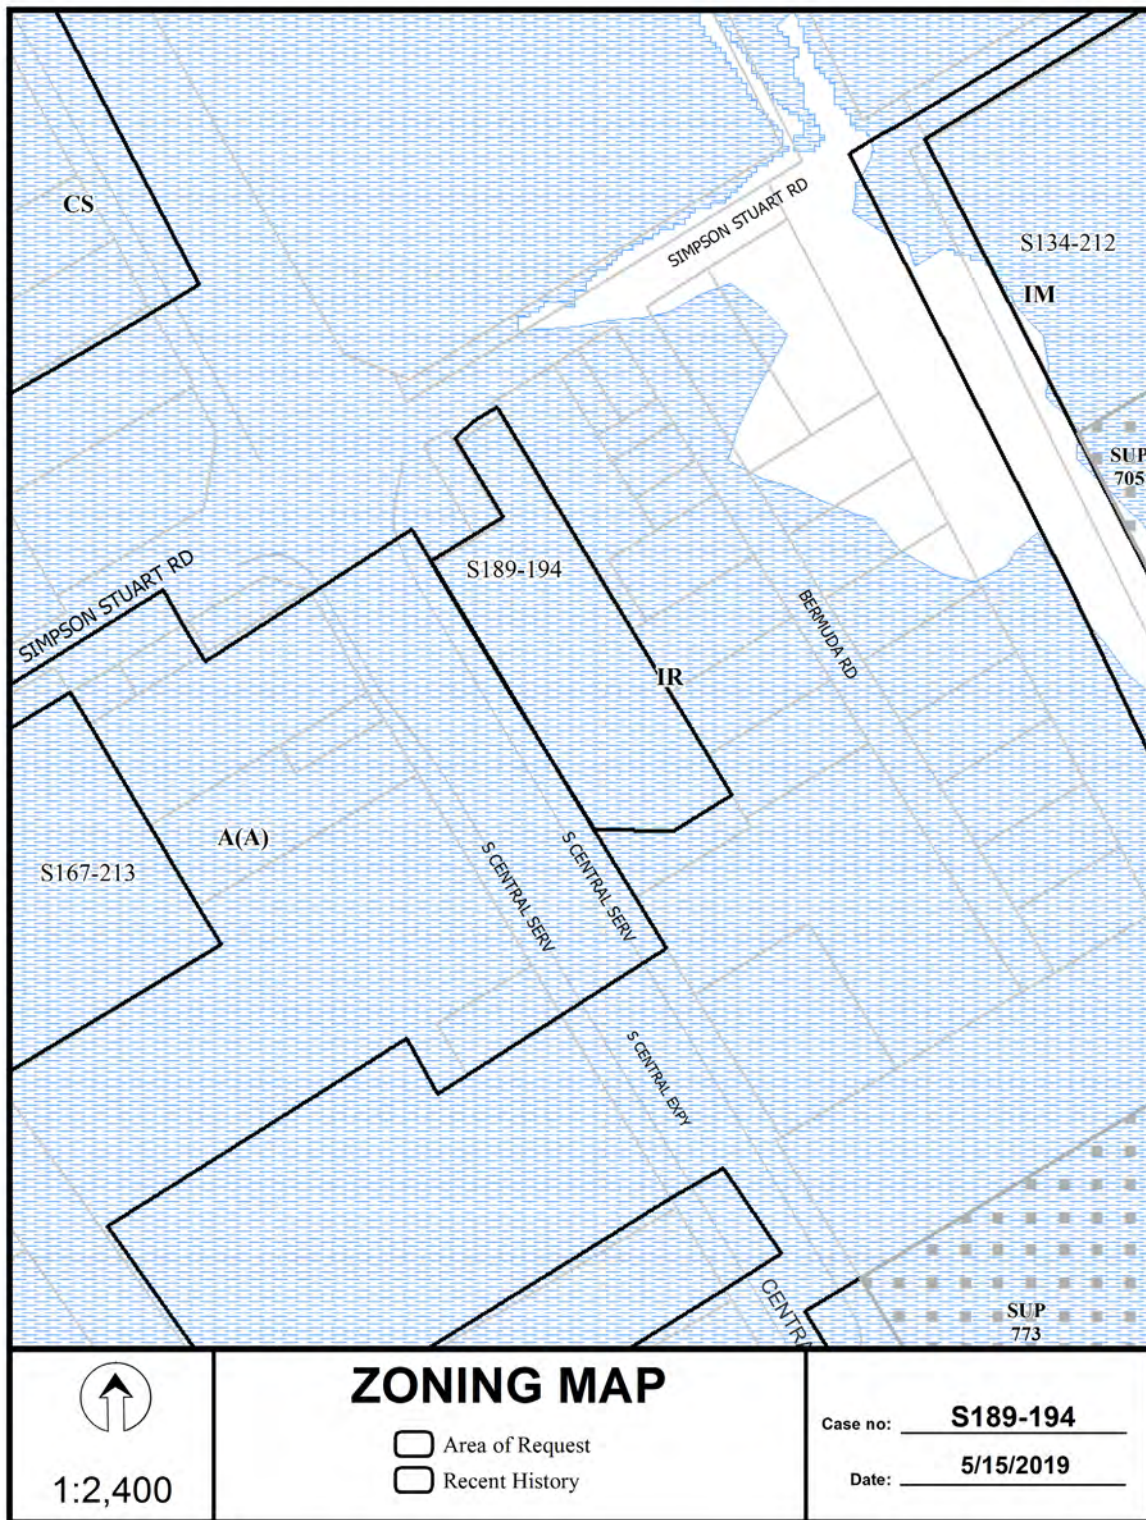 CS
SIMPSON STUART RD
S134-212
IM
SUP
705
S189-194
SIMPSON STUART RD
BERMUDA RD
IR
A(A)
S167-213
S CENTRAL SERV
S CENTRAL SERV
S CENTRAL EXPY
CENTRA
SUP
773
ZONING MAP
Area of Request
Recent History
1:2,400
Case no: S189-194
Date: 5/15/2019